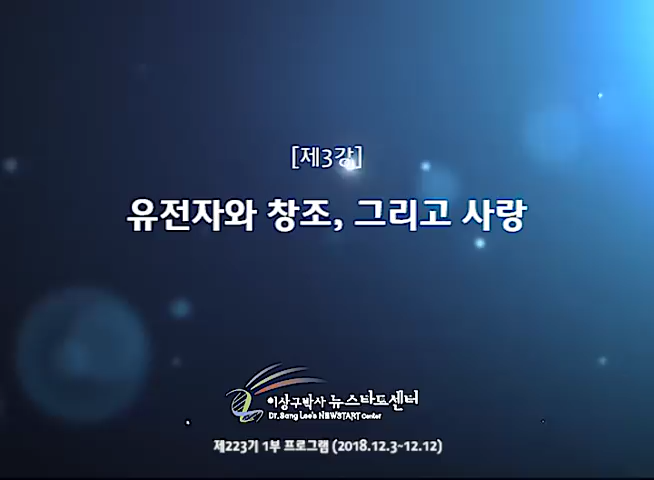 [제3강]
유전자와 창조, 그리고 사랑
이상구박사 뉴스타트센터
Dr. Sang Lee's NEWSTART Center
제223기 1부 프로그램 (2018.12.3~12.12)